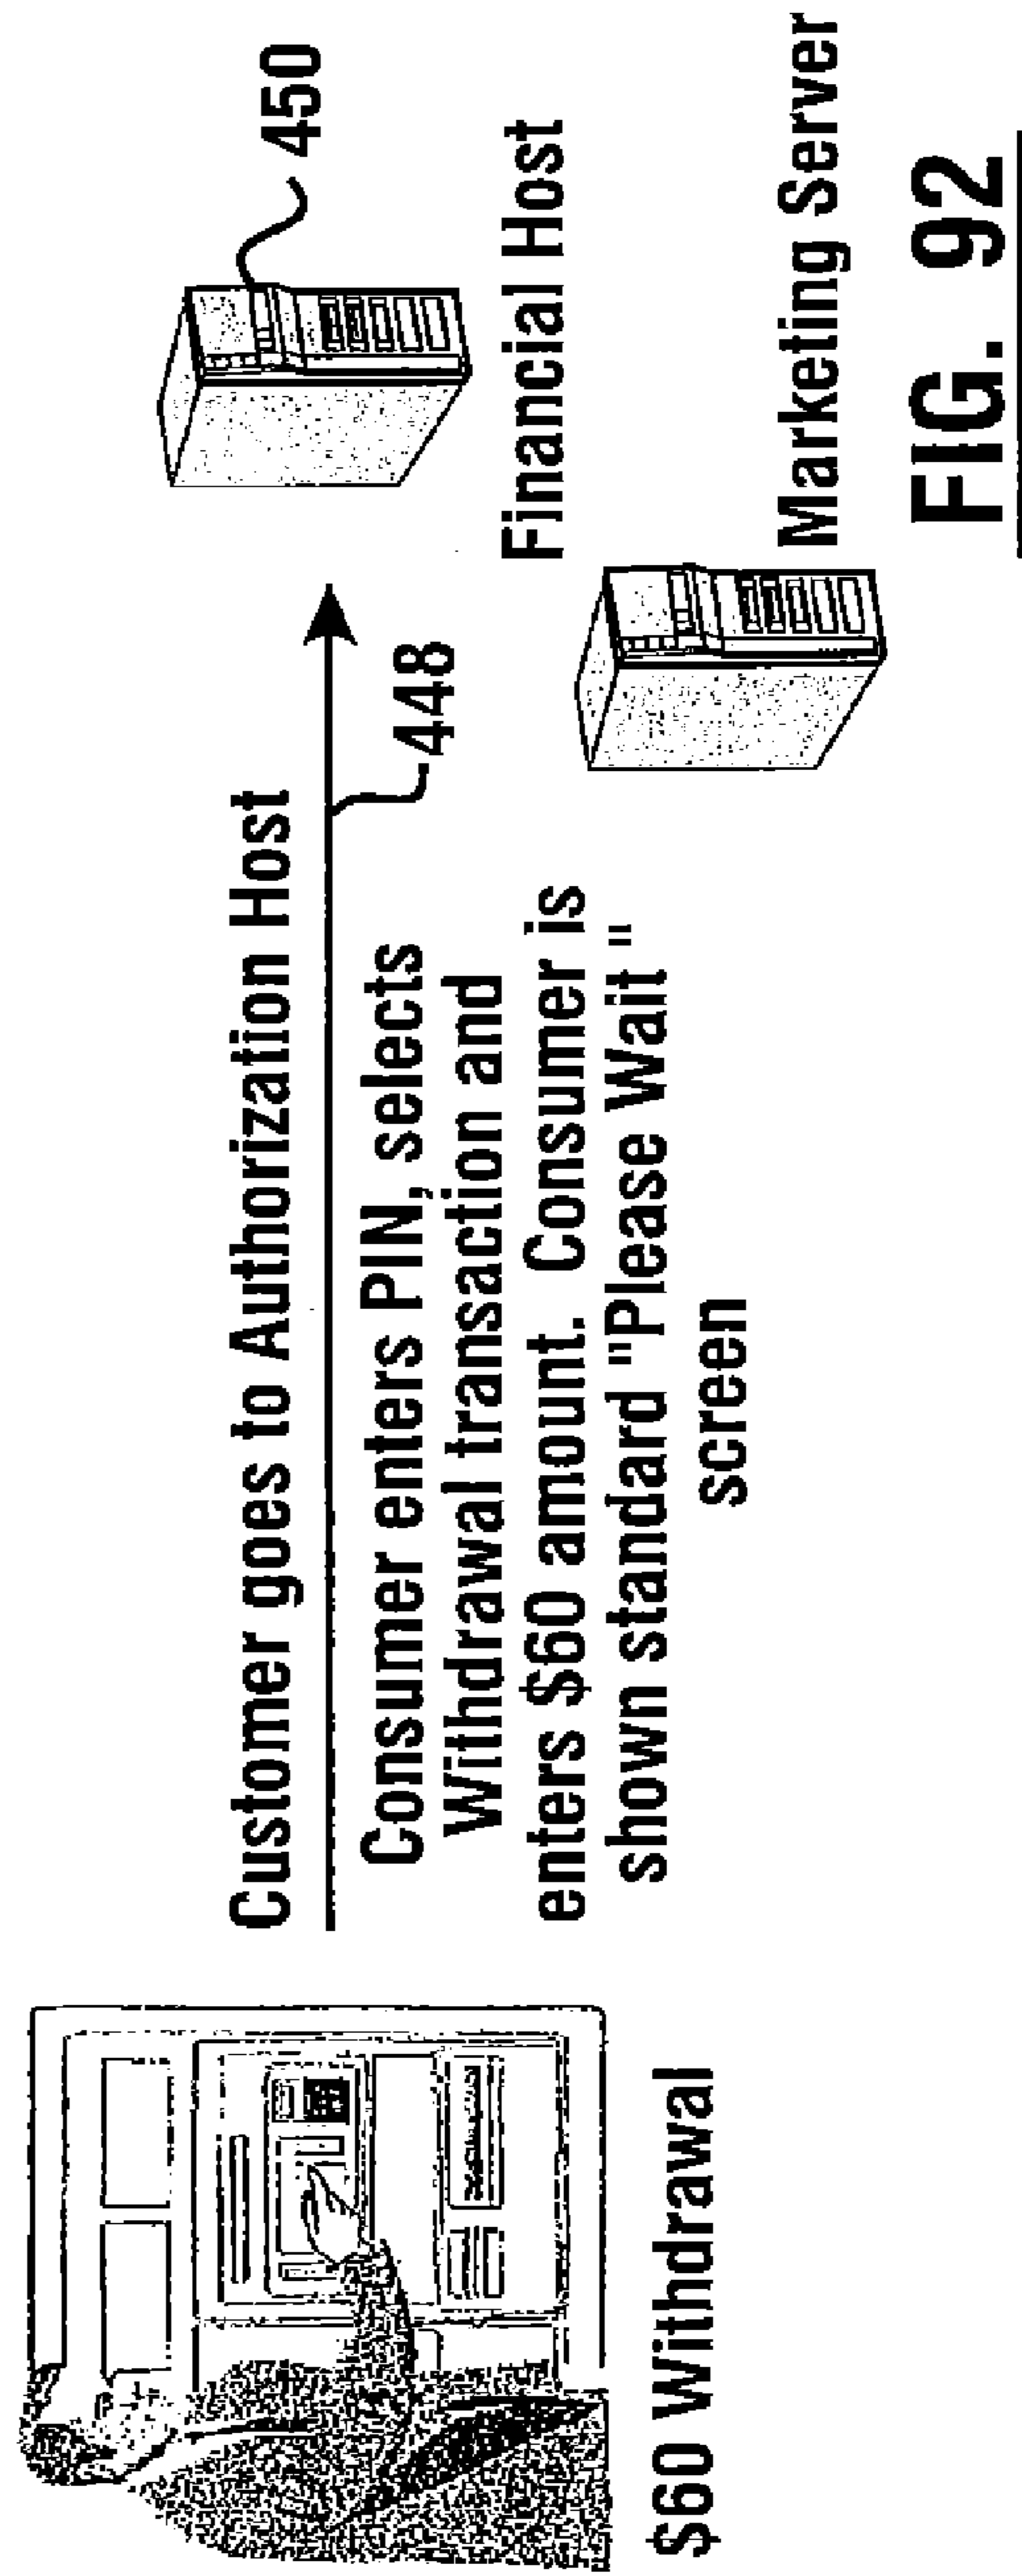 Customer goes to Authorization Host
450
448
Consumer enters PIN, selects
Withdrawal transaction and
enters $60 amount. Consumer is
shown standard "Please Wait "
screen
Financial Host
$60 Withdrawal
Marketing Server
FIG. 92